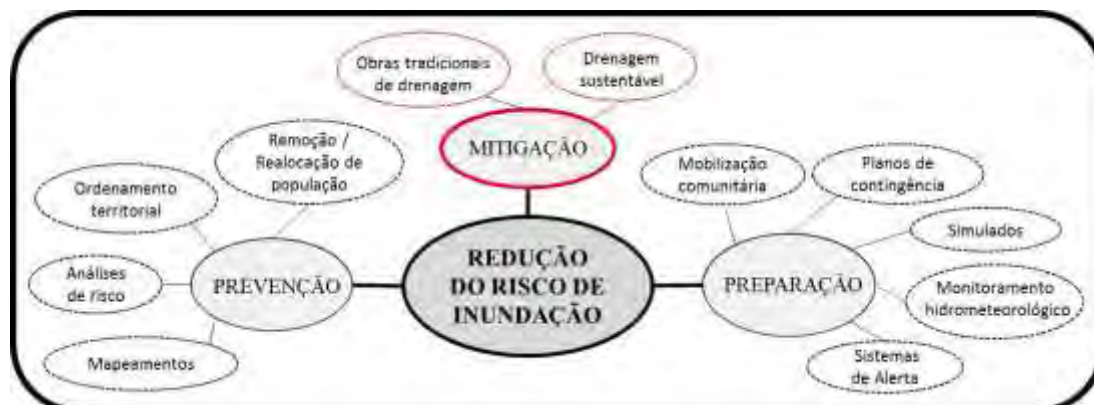 Obras tradicionais
de drenagem
Drenagem
sustentável
MITIGAÇÃO
Remoção /
Realocação de
população
Ordenamento
territorial
Análises
de risco
Mapeamentos
PREVENÇÃO
REDUÇÃO
DO RISCO DE
INUNDAÇÃO
Mobilização
comunitária
Planos de
contingência
Simulados
PREPARAÇÃO
Monitoramento
hidrometeorológico
Sistemas
de Alerta